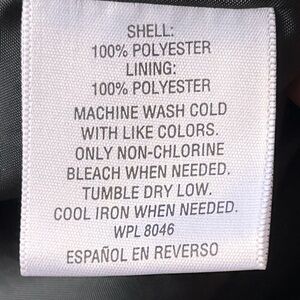 SHELL:
100% POLYESTER
LINING:
100% POLYESTER
MACHINE WASH COLD
WITH LIKE COLORS.
ONLY NON-CHLORINE
BLEACH WHEN NEEDED.
TUMBLE DRY LOW.
COOL IRON WHEN NEEDED.
WPL 8046
ESPAÑOL EN REVERSO